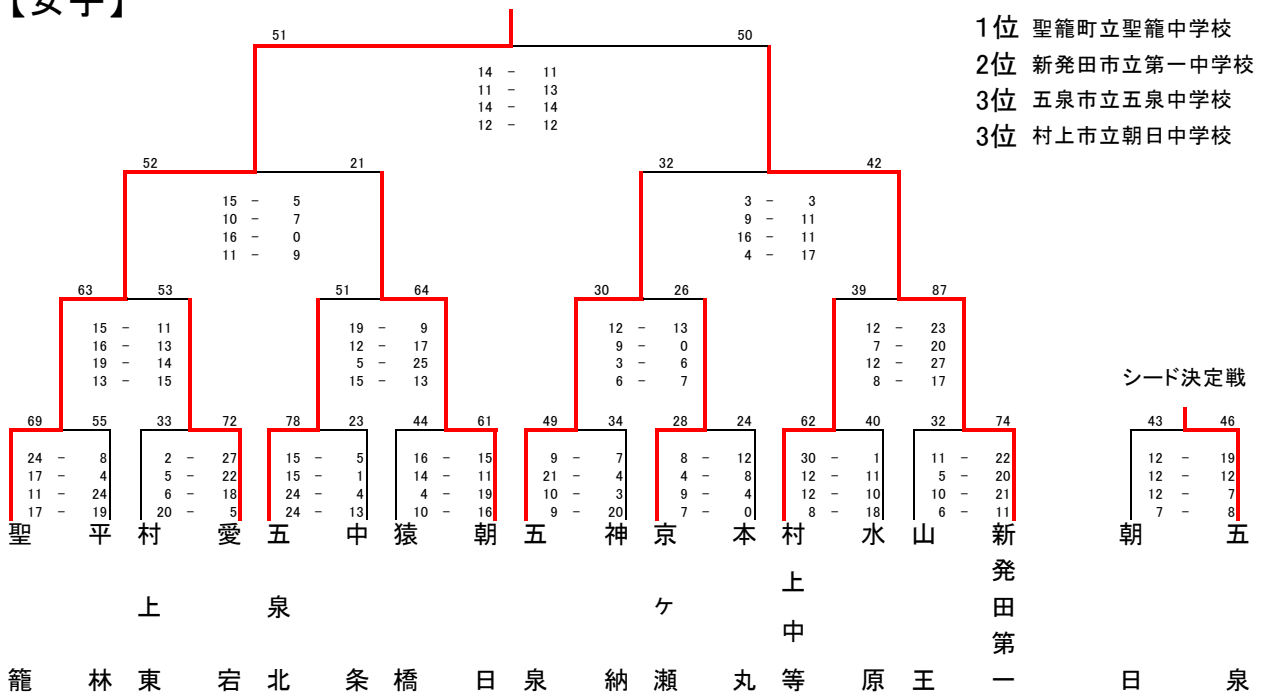 【女子】
1位 聖籠町立聖籠中学校
2位 新発田市立第一中学校
3位 五泉市立五泉中学校
3位 村上市立朝日中学校
51 50
14 - 11
11 - 13
14 - 14
12 - 12
52 21 32 42
15 - 5 3 - 3
10 - 7 9 - 11
16 - 0 16 - 11
11 - 9 4 - 17
63 53 51 64 30 26 39 87
15 - 11 19 - 9 12 - 13 12 - 23
16 - 13 12 - 17 9 - 0 7 - 20
19 - 14 5 - 25 3 - 6 12 - 27
13 - 15 15 - 13 6 - 7 8 - 17
シード決定戦
69 55 33 72 78 23 44 61 49 34 28 24 62 40 32 74 43 46
24 - 8 2 - 27 15 - 5 16 - 15 9 - 7 8 - 12 30 - 1 11 - 22 12 - 19
17 - 4 5 - 22 15 - 1 14 - 11 21 - 4 4 - 8 12 - 11 5 - 20 12 - 12
11 - 24 6 - 18 24 - 4 4 - 19 10 - 3 9 - 4 12 - 10 10 - 21 12 - 7
17 - 19 20 - 5 24 - 13 10 - 16 9 - 20 7 - 0 8 - 18 6 - 11 7 - 8
聖籠
平林
村上東
愛宕
五泉北
中条
猿橋
朝日
五泉
神納
京ヶ瀬
本丸
村上中等
水原
山王
新発田第一
朝日
五泉